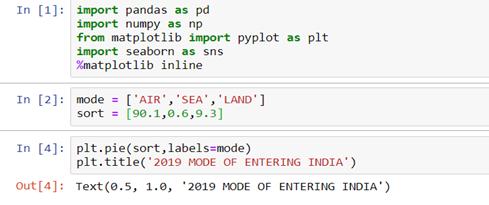 In [1]: import pandas as pd
import numpy as np
from matplotlib import pyplot as plt
import seaborn as sns
%matplotlib inline
In [2]: mode = ['AIR','SEA','LAND']
sort = [90.1,0.6,9.3]
In [4]: plt.pie(sort,labels=mode)
plt.title('2019 MODE OF ENTERING INDIA')
Out[4]: Text(0.5, 1.0, '2019 MODE OF ENTERING INDIA')